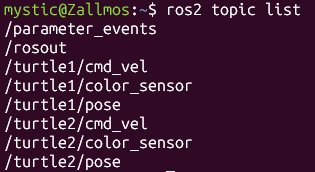 mystic@Zallmos:~$ ros2 topic list
/parameter_events
/rosout
/turtle1/cmd_vel
/turtle1/color_sensor
/turtle1/pose
/turtle2/cmd_vel
/turtle2/color_sensor
/turtle2/pose